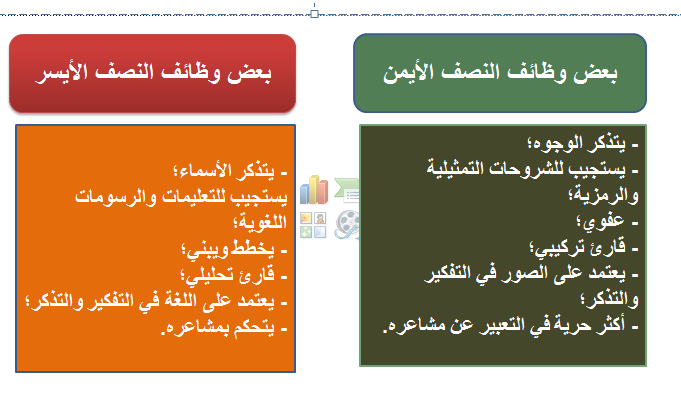 بعض وظائف النصف الأيمن
- يتذكر الوجوه؛
- يستجيب للشروحات التمثيلية
والرمزية؛
- عفوي؛
- قارئ تركيبي؛
- يعتمد على الصور في التفكير
والتذكر؛
- أكثر حرية في التعبير عن مشاعره.
بعض وظائف النصف الأيسر
- يتذكر الأسماء؛
يستجيب للتعليمات والرسومات
اللغوية؛
- يخطط ويبني؛
- قارئ تحليلي؛
- يعتمد على اللغة في التفكير والتذكر؛
- يتحكم بمشاعره.